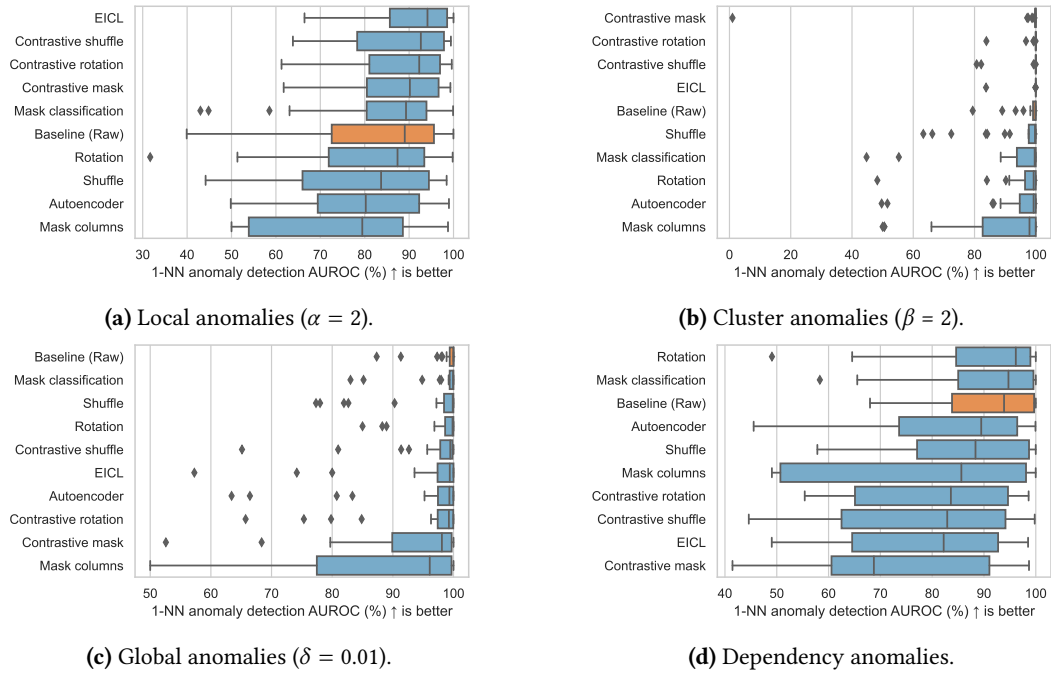 EICL
Contrastive shuffle
Contrastive rotation
Contrastive mask
Mask classification
Baseline (Raw)
Rotation
Shuffle
Autoencoder
Mask columns
30 40 50 60 70 80 90 100
1-NN anomaly detection AUROC (%) ↑ is better
(a) Local anomalies (α = 2).
Contrastive mask
Contrastive rotation
Contrastive shuffle
EICL
Baseline (Raw)
Shuffle
Mask classification
Rotation
Autoencoder
Mask columns
0 20 40 60 80 100
1-NN anomaly detection AUROC (%) ↑ is better
(b) Cluster anomalies (β = 2).
Baseline (Raw)
Mask classification
Shuffle
Rotation
Contrastive shuffle
EICL
Autoencoder
Contrastive rotation
Contrastive mask
Mask columns
50 60 70 80 90 100
1-NN anomaly detection AUROC (%) ↑ is better
(c) Global anomalies (δ = 0.01).
Rotation
Mask classification
Baseline (Raw)
Autoencoder
Shuffle
Mask columns
Contrastive rotation
Contrastive shuffle
EICL
Contrastive mask
40 50 60 70 80 90 100
1-NN anomaly detection AUROC (%) ↑ is better
(d) Dependency anomalies.